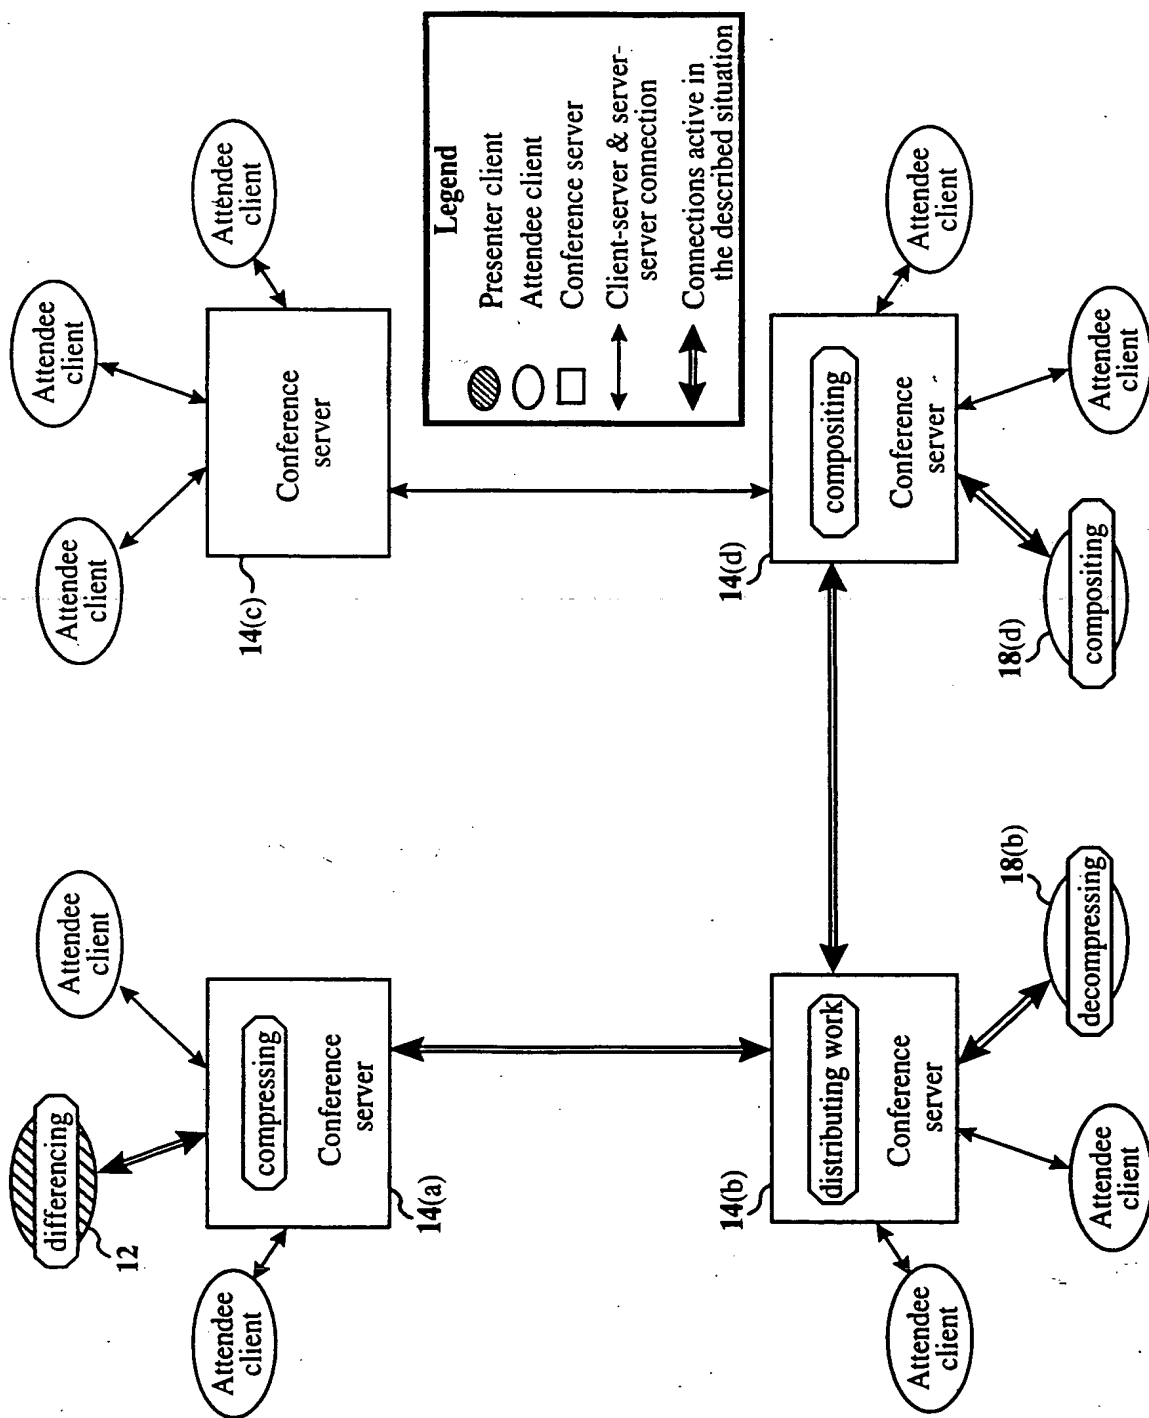 Attendee
client
differencing
12
Attendee
client
compressing
Conference
server
14(a)
Attendee
client
distributing work
Conference
server
14(b)
Attendee
client
decompressing
18(b)
Attendee
client
Attendee
client
Attendee
client
Conference
server
14(c)
compositing
Conference
server
14(d)
compositing
18(d)
Attendee
client
Attendee
client
Legend
Presenter client
Attendee client
Conference server
Client-server & server-
server connection
Connections active in
the described situation
Attendee
client